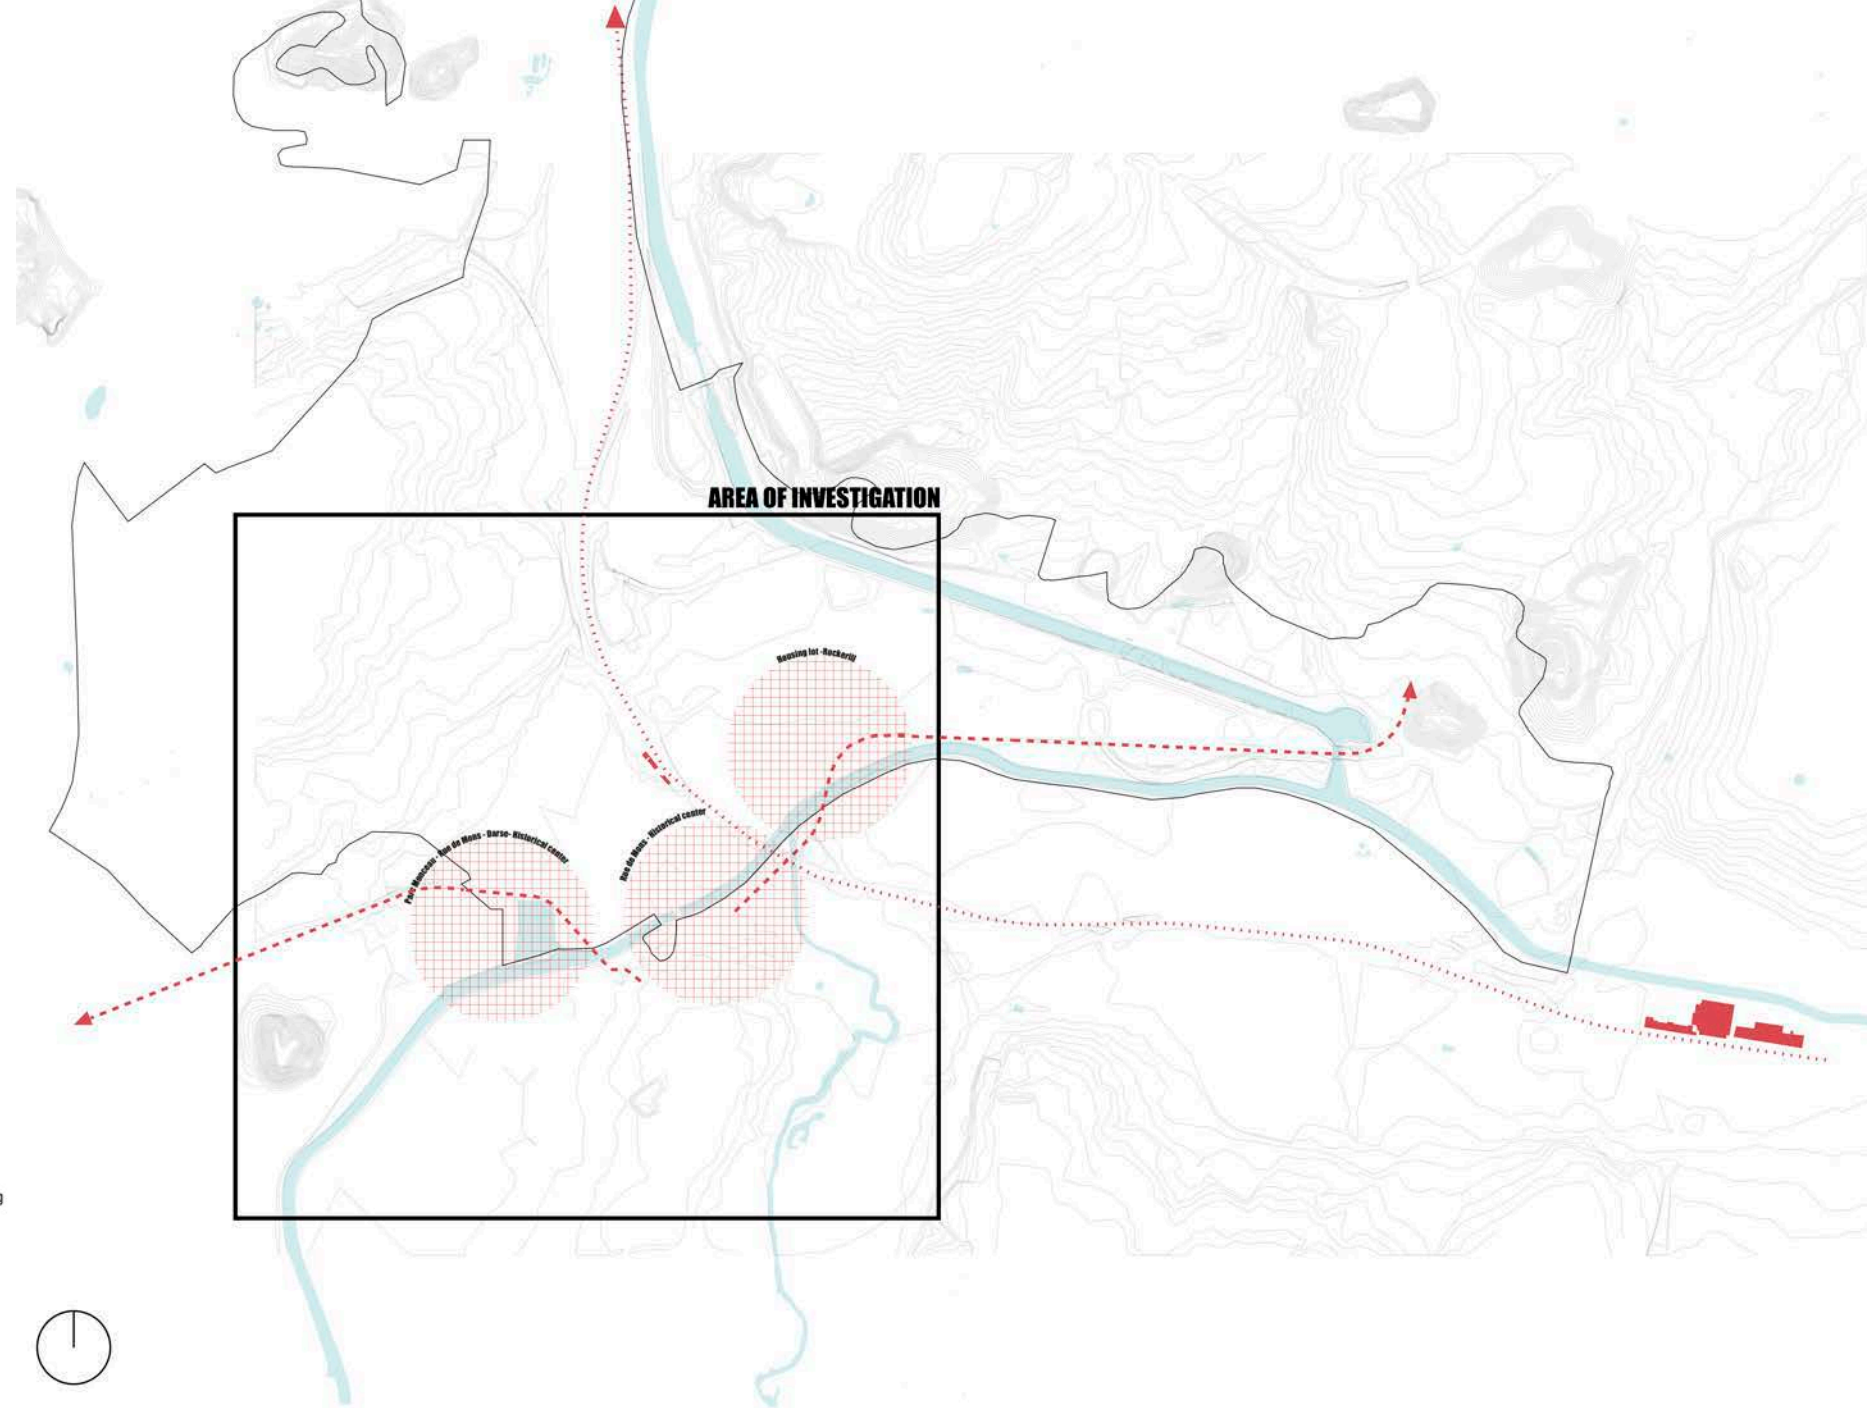 AREA OF INVESTIGATION
Housing lot -Rockerill
Rue de Mons - Historical center
Parc Monceau - Rue de Mons - Darse- Historical center
g